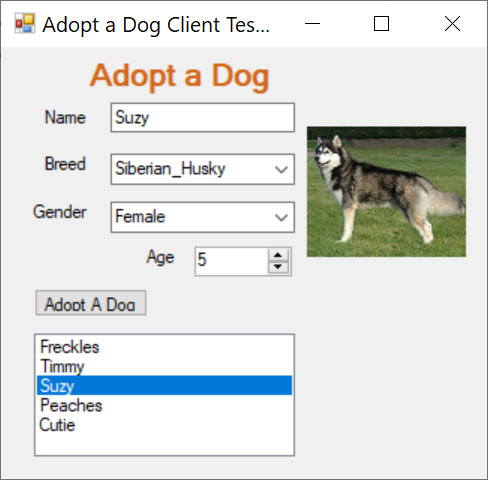 Adopt a Dog Client Tes...
Adopt a Dog
Name Suzy
Breed Siberian_Husky
Gender Female
Age 5
Adopt A Dog
Freckles
Timmy
Suzy
Peaches
Cutie